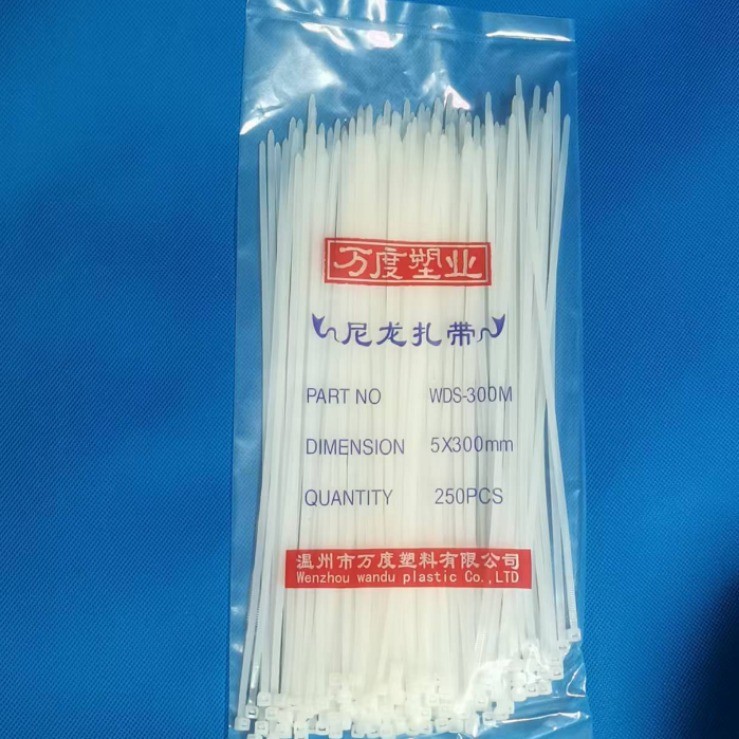 万度塑业
尼龙扎带
PART NO WDS-300M
DIMENSION 5X300mm
QUANTITY 250PCS
温州市万度塑料有限公司
Wenzhou wandu plastic Co.,LTD